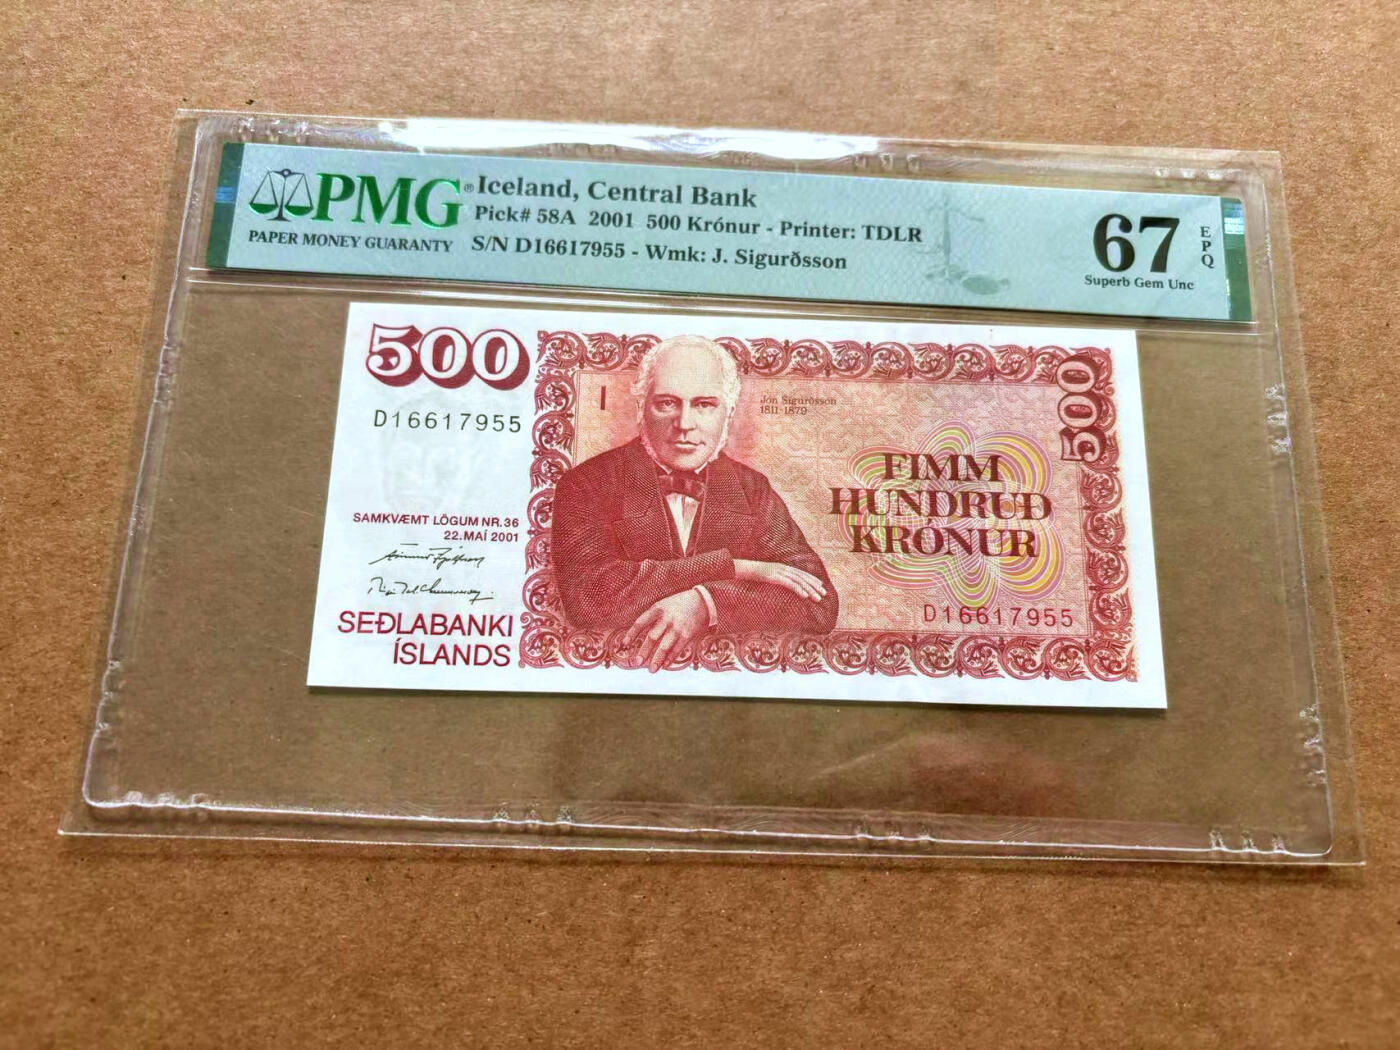 PMG®
PAPER MONEY GUARANTY
Iceland, Central Bank
Pick# 58A 2001 500 Krónur - Printer: TDLR
S/N D16617955 - Wmk: J. Sigurðsson
67
EPQ
Superb Gem Unc
500
D16617955
Jón Sigurðsson
1811-1879
500
FIMM
HUNDRUÐ
KRÓNUR
SAMKVÆMT LÖGUM NR. 36
22. MAÍ 2001
SEÐLABANKI
ÍSLANDS
D16617955